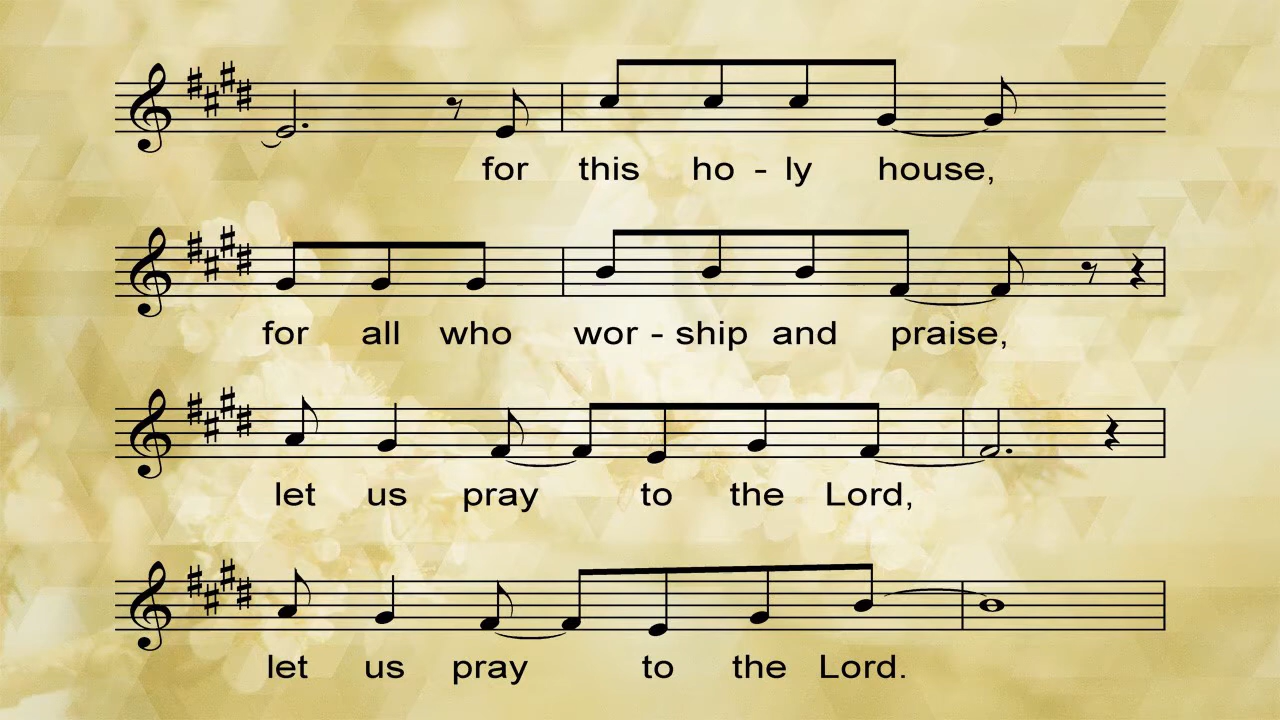 for this ho - ly house,
for all who wor - ship and praise,
let us pray to the Lord,
let us pray to the Lord.